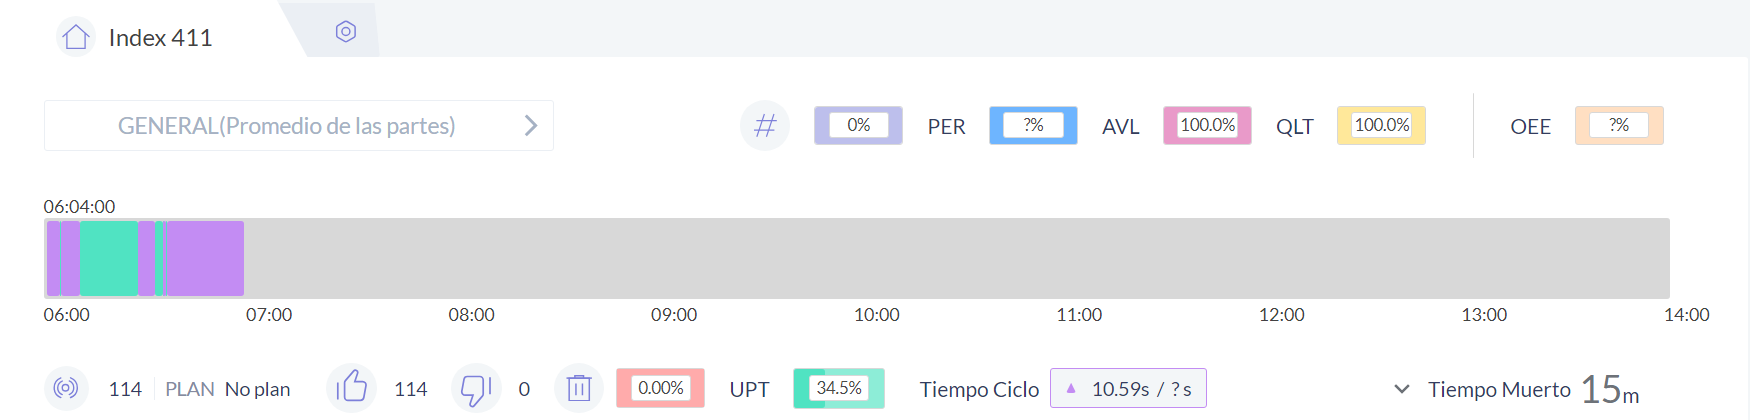 Index 411
GENERAL(Promedio de las partes)
# 0% PER ?% AVL 100.0% QLT 100.0% OEE ?%
06:04:00
06:00 07:00 08:00 09:00 10:00 11:00 12:00 13:00 14:00
114 PLAN No plan 114 0 0.00% UPT 34.5% Tiempo Ciclo 10.59s / ? s Tiempo Muerto 15m